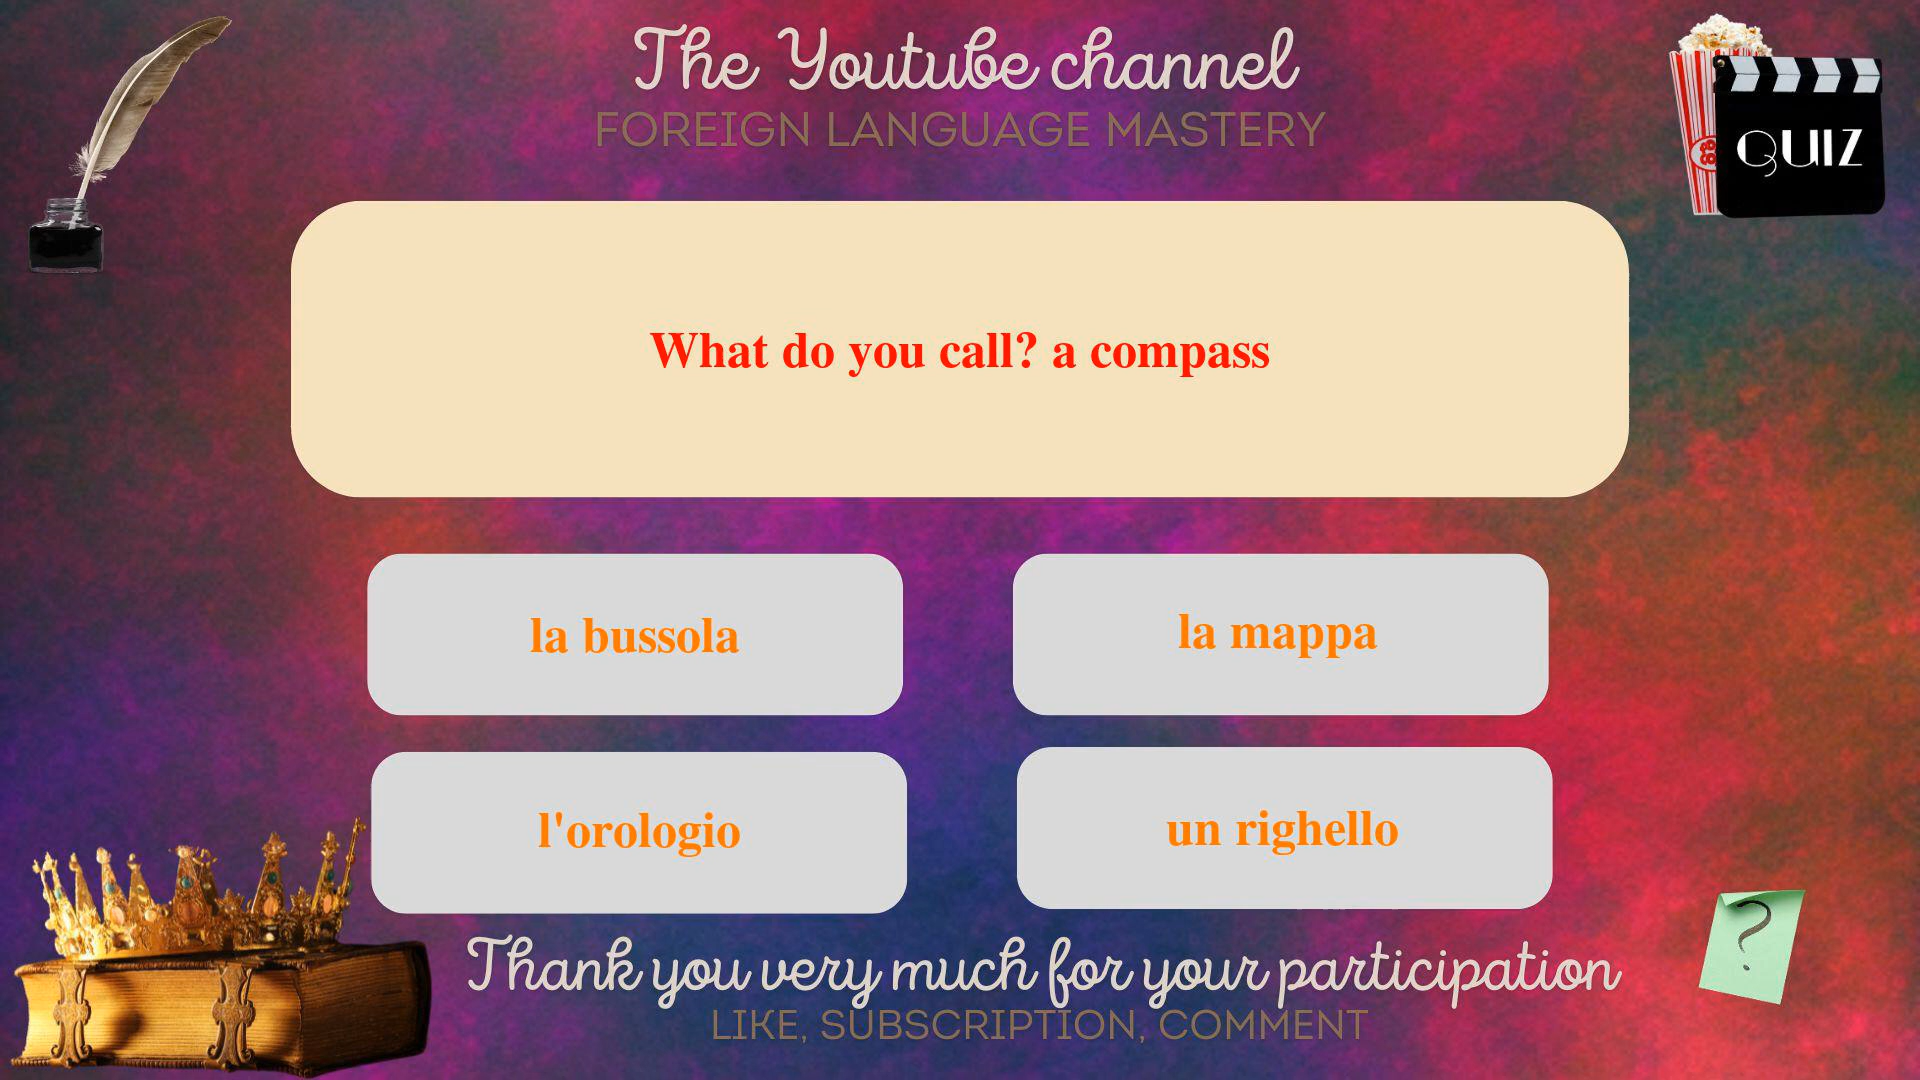 The Youtube channel
FOREIGN LANGUAGE MASTERY
QUIZ
What do you call? a compass
la bussola
la mappa
l'orologio
un righello
?
Thank you very much for your participation
LIKE, SUBSCRIPTION, COMMENT